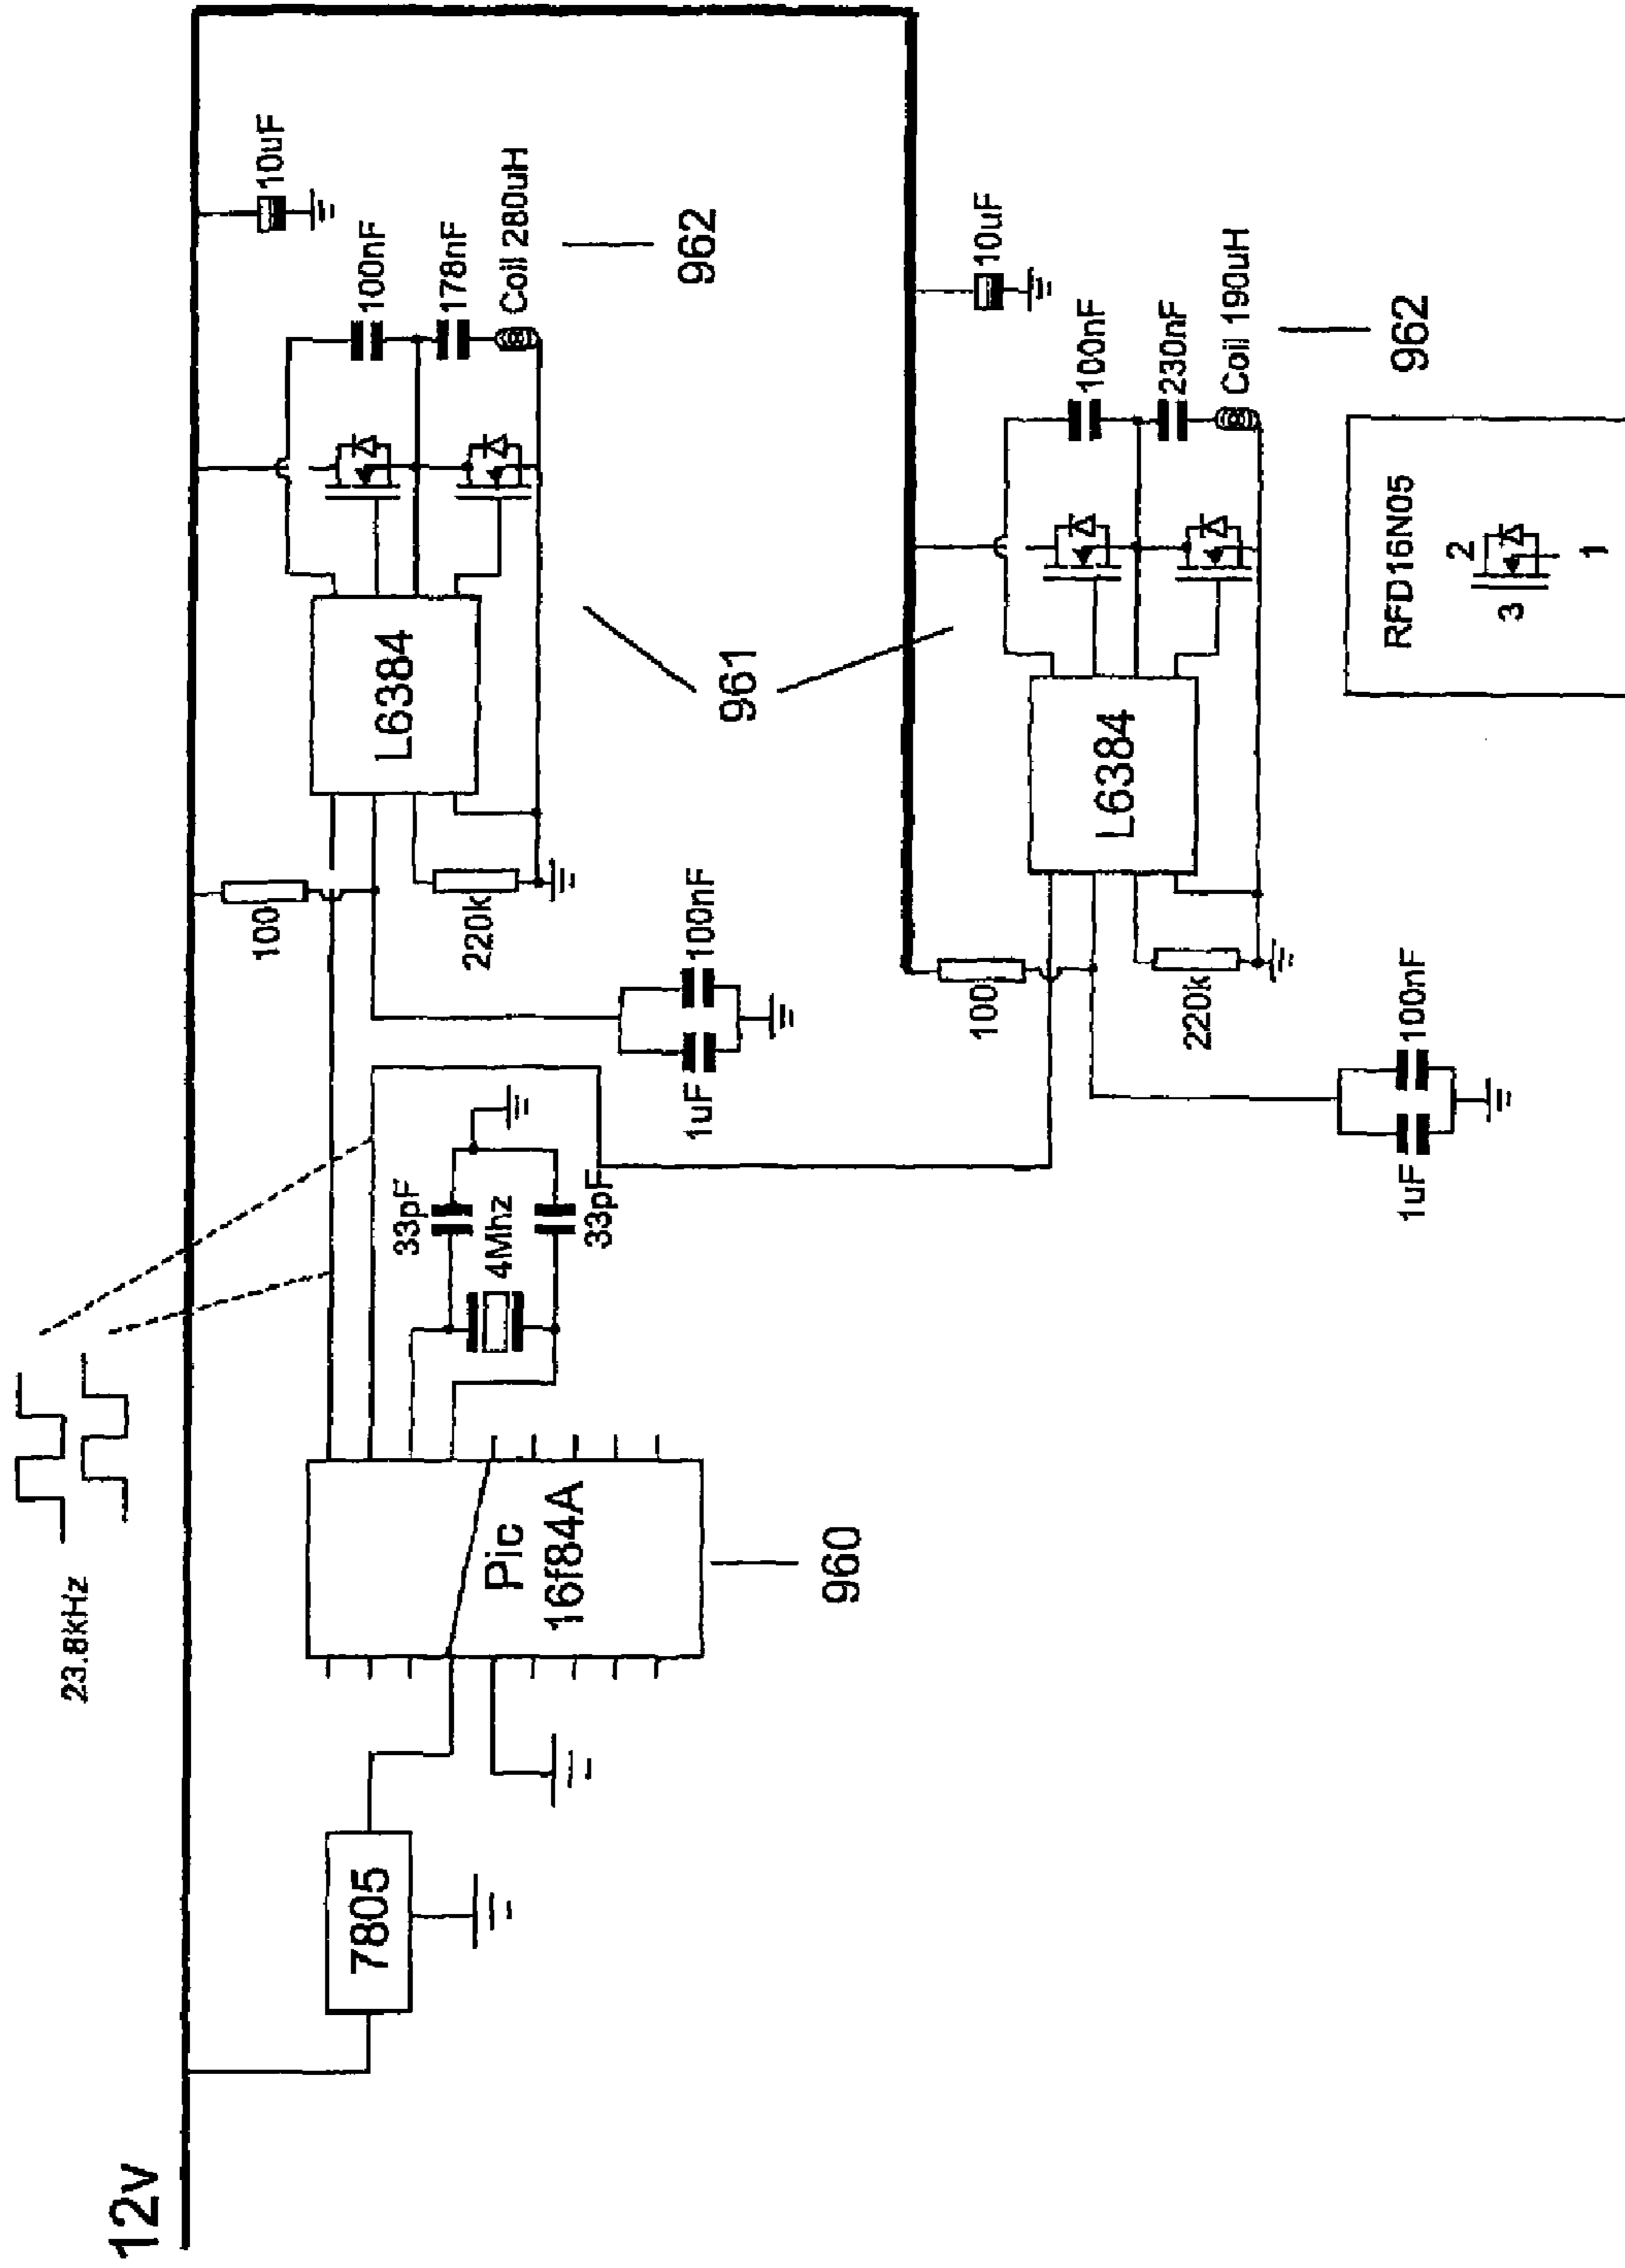 12v
23.8kHz
7805
Pic
16f84A
960
33pF
4Mhz
33pF
100
220k
1uF
100nF
L6384
961
10uF
100nF
178nF
Coil 280uH
962
100
220k
1uF
100nF
L6384
10uF
100nF
230nF
Coil 190uH
962
RFD16N05
2
3
1